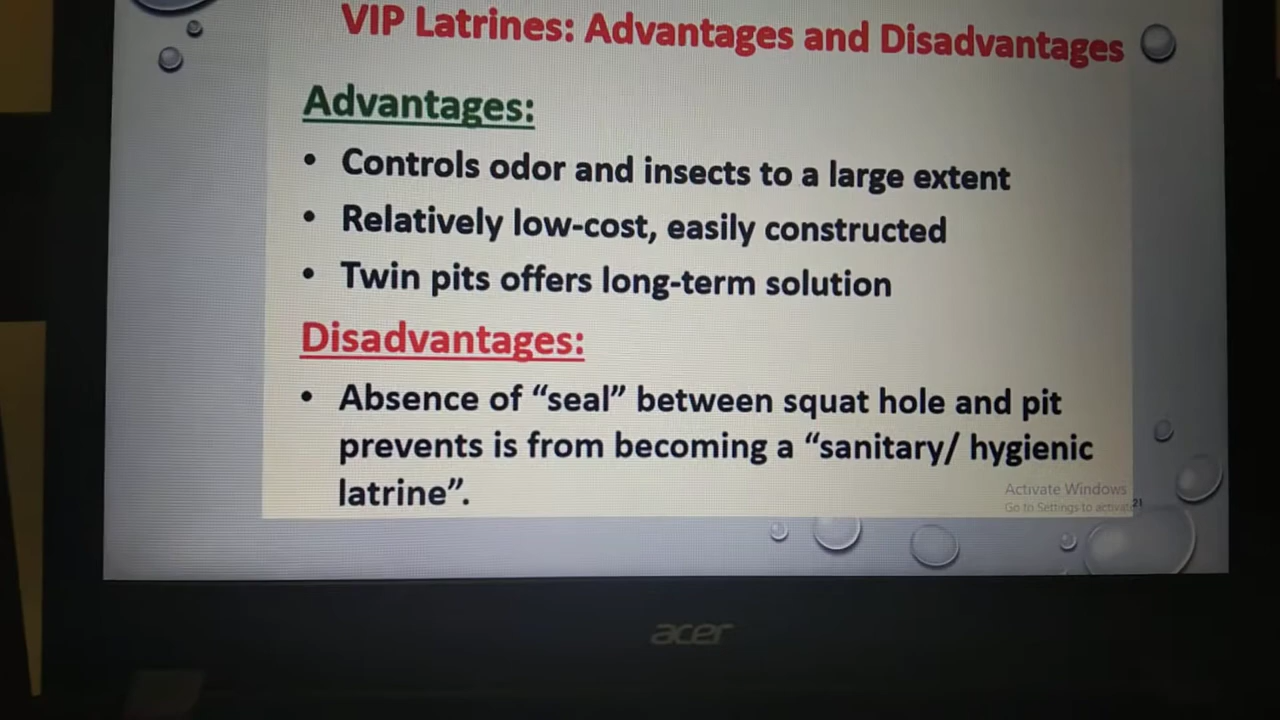 VIP Latrines: Advantages and Disadvantages
Advantages:
• Controls odor and insects to a large extent
• Relatively low-cost, easily constructed
• Twin pits offers long-term solution
Disadvantages:
• Absence of “seal” between squat hole and pit
prevents is from becoming a “sanitary/ hygienic
latrine”.
Activate Windows
Go to Settings to activate
21
acer